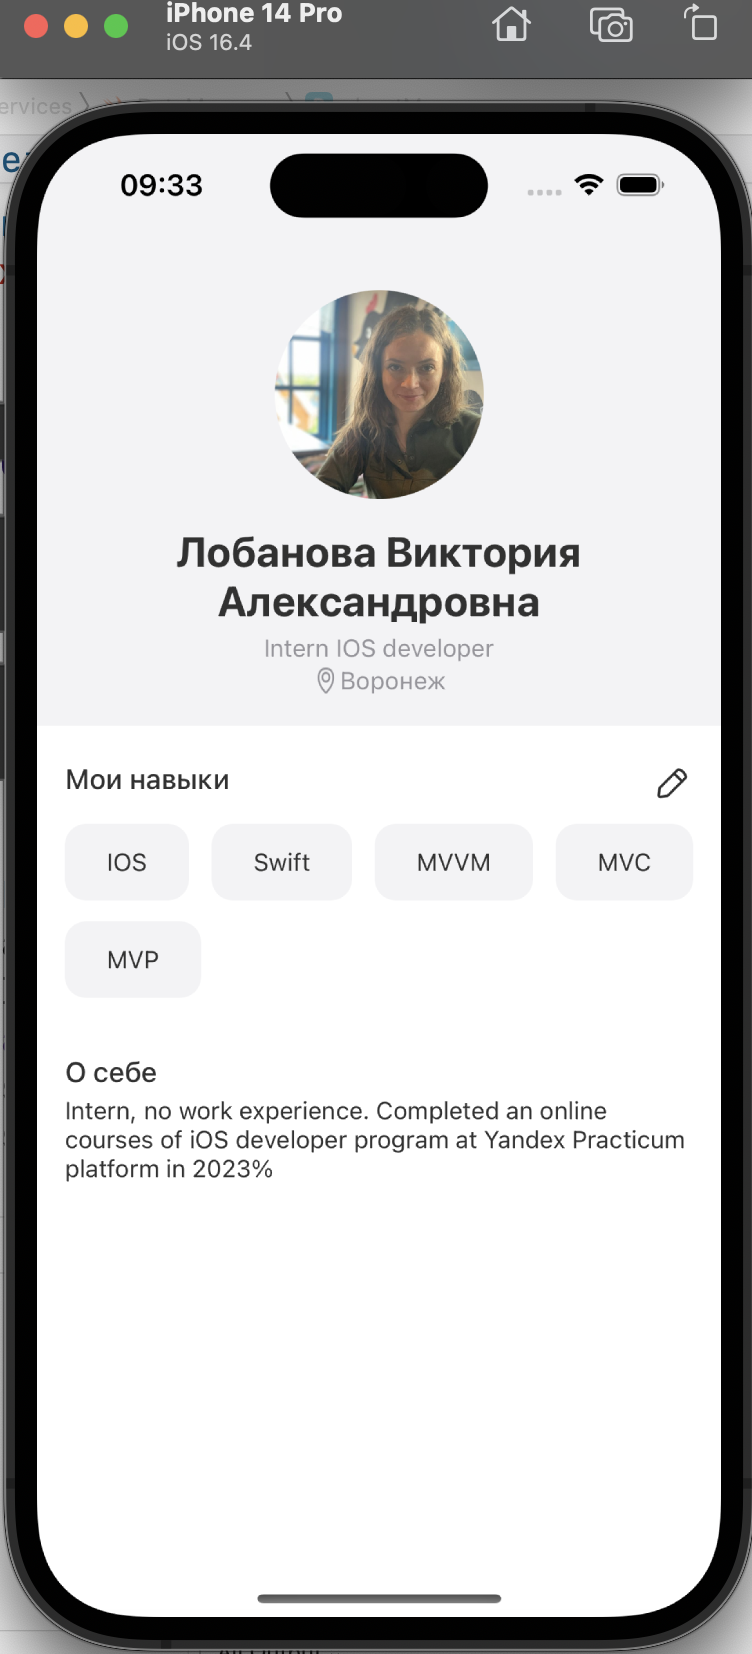 iPhone 14 Pro
iOS 16.4
ervices
09:33
Лобанова Виктория
Александровна
Intern IOS developer
Воронеж
Мои навыки
IOS Swift MVVM MVC
MVP
О себе
Intern, no work experience. Completed an online
courses of iOS developer program at Yandex Practicum
platform in 2023%